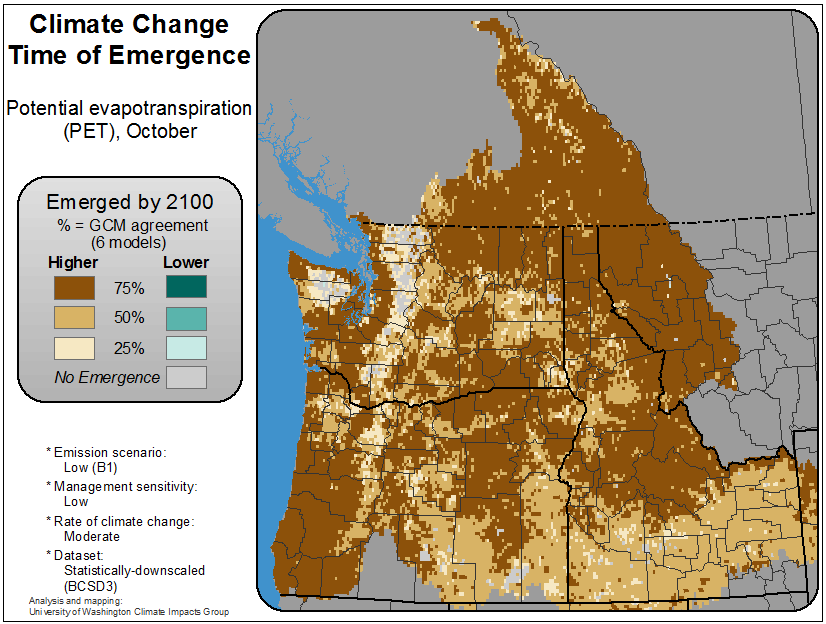 Climate Change
Time of Emergence
Potential evapotranspiration
(PET), October
Emerged by 2100
% = GCM agreement
(6 models)
Higher Lower
75%
50%
25%
No Emergence
* Emission scenario:
Low (B1)
* Management sensitivity:
Low
* Rate of climate change:
Moderate
* Dataset:
Statistically-downscaled
(BCSD3)
Analysis and mapping:
University of Washington Climate Impacts Group